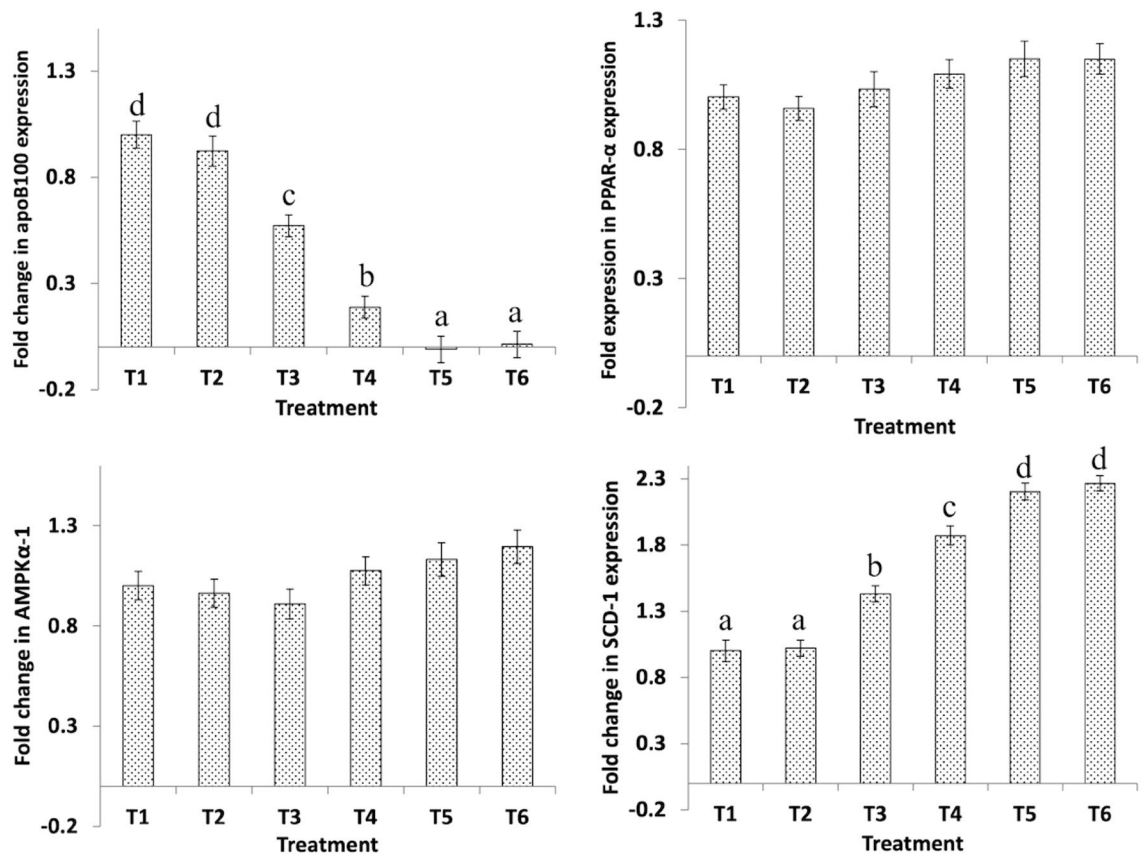 Fold change in apoB100 expression
1.3
0.8
0.3
-0.2
d
d
c
b
a
a
T1 T2 T3 T4 T5 T6
Treatment
Fold expression in PPAR-α expression
1.3
0.8
0.3
-0.2
T1 T2 T3 T4 T5 T6
Treatment
Fold change in AMPKα-1
1.3
0.8
0.3
-0.2
T1 T2 T3 T4 T5 T6
Treatment
Fold change in SCD-1 expression
2.3
1.8
1.3
0.8
0.3
-0.2
a
a
b
c
d
d
T1 T2 T3 T4 T5 T6
Treatment